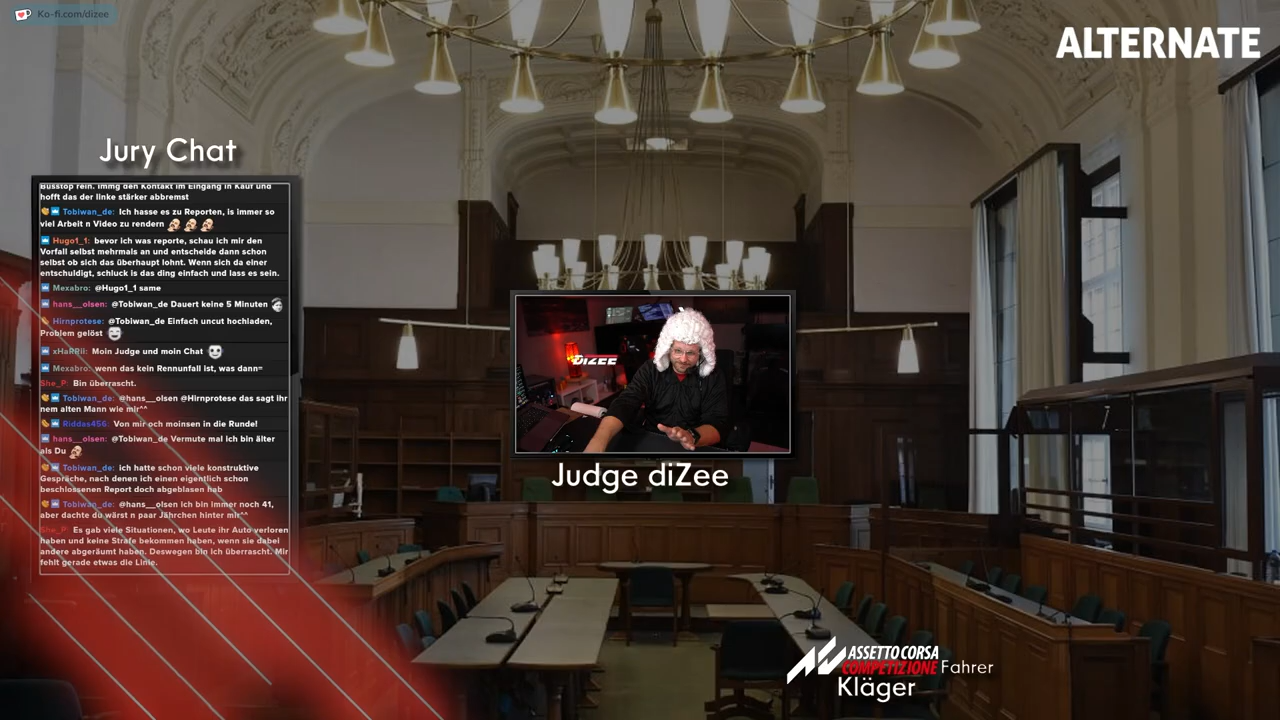 Ko-fi.com/dizee
ALTERNATE
Jury Chat
Busstop rein. immg den Kontakt im Eingang in Kauf und
hofft das der linke stärker abbremst
Tobiwan_de: Ich hasse es zu Reporten, is immer so
viel Arbeit n Video zu rendern
Hugo1_1: bevor ich was reporte, schau ich mir den
Vorfall selbst mehrmals an und entscheide dann schon
selbst ob sich das überhaupt lohnt. Wenn sich da einer
entschuldigt, schluck is das ding einfach und lass es sein.
Mexabro: @Hugo1_1 same
hans__olsen: @Tobiwan_de Dauert keine 5 Minuten
Hirnprotese: @Tobiwan_de Einfach uncut hochladen,
Problem gelöst
xHaRRii: Moin Judge und moin Chat
Mexabro: wenn das kein Rennunfall ist, was dann=
She_P: Bin überrascht.
Tobiwan_de: @hans__olsen @Hirnprotese das sagt ihr
nem alten Mann wie mir^^
Riddas456: Von mir och moinsen in die Runde!
hans__olsen: @Tobiwan_de Vermute mal ich bin älter
als Du
Tobiwan_de: ich hatte schon viele konstruktive
Gespräche, nach denen ich einen eigentlich schon
beschlossenen Report doch abgeblasen hab
Tobiwan_de: @hans__olsen ich bin immer noch 41,
aber dachte du wärst n paar Jährchen hinter mir^^
She_P: Es gab viele Situationen, wo Leute ihr Auto verloren
haben und keine Strafe bekommen haben, wenn sie dabei
andere abgeräumt haben. Deswegen bin ich überrascht. Mir
fehlt gerade etwas die Linie.
DIZEE
Judge diZee
ASSETTO CORSA
COMPETIZIONE Fahrer
Kläger